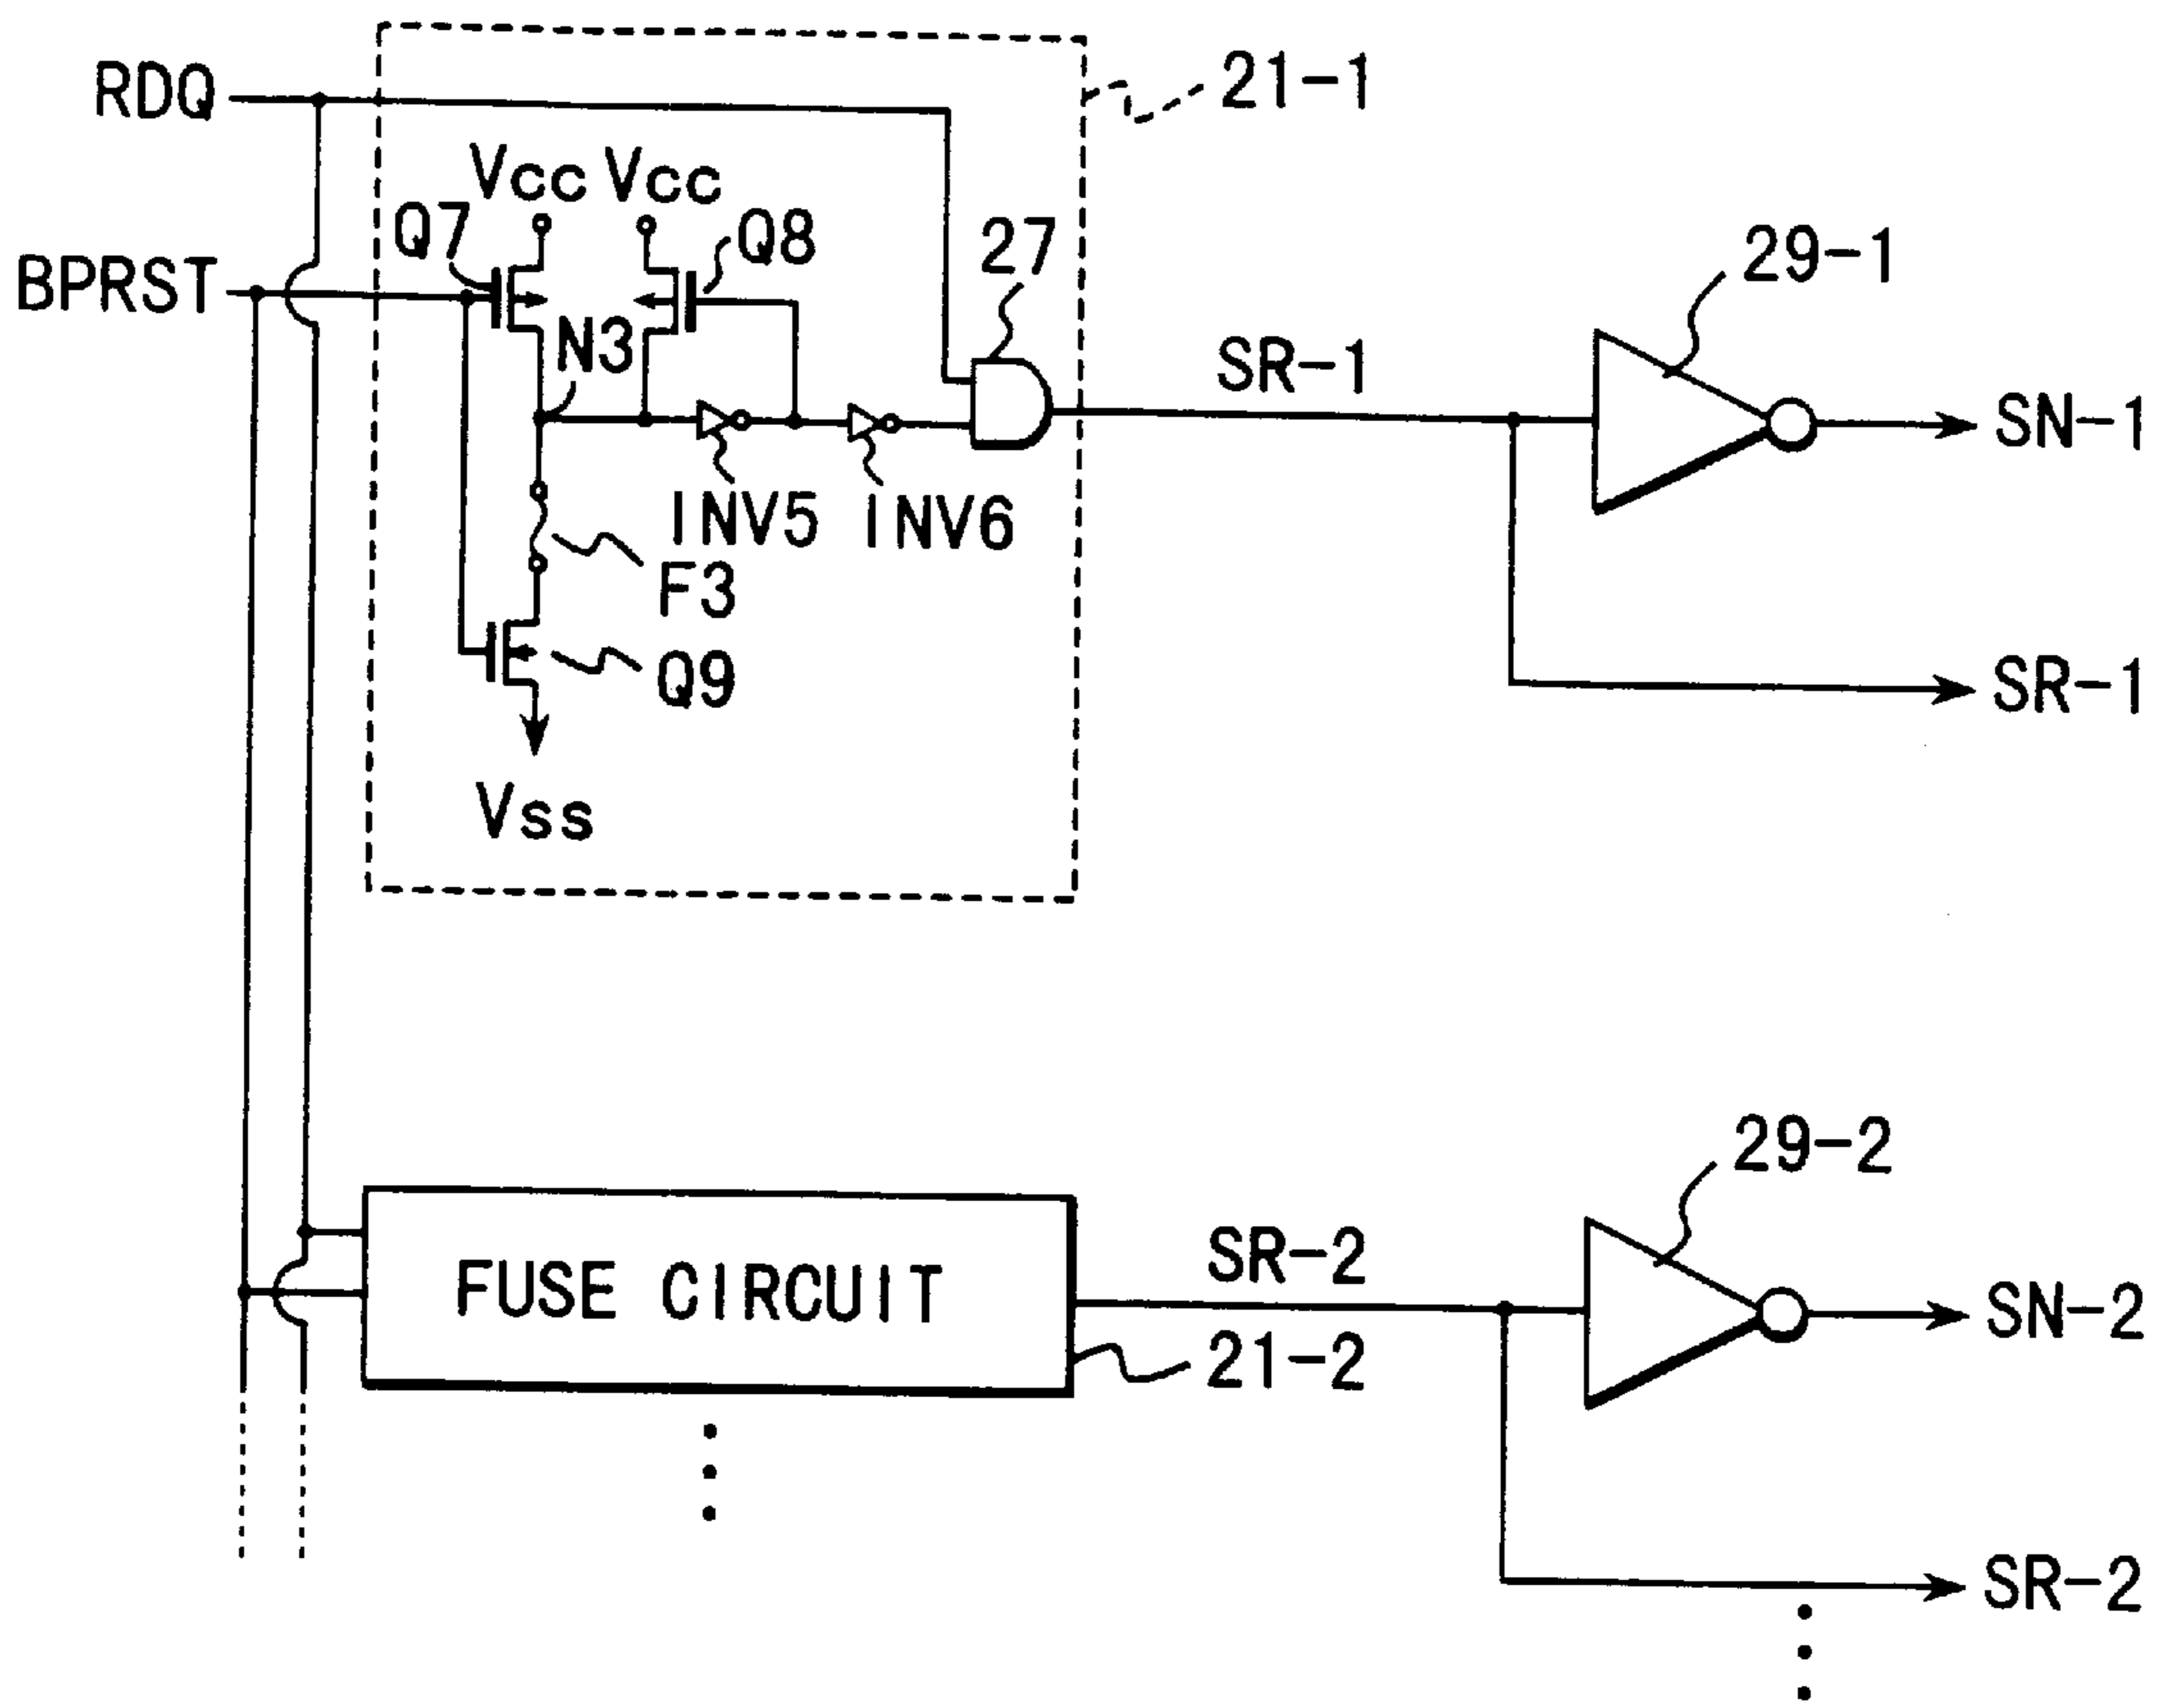 RDQ
21-1
Vcc Vcc
Q7
Q8
27
29-1
BPRST
N3
SR-1
SN-1
INV5 INV6
F3
Q9
SR-1
Vss
29-2
FUSE CIRCUIT
SR-2
SN-2
21-2
SR-2